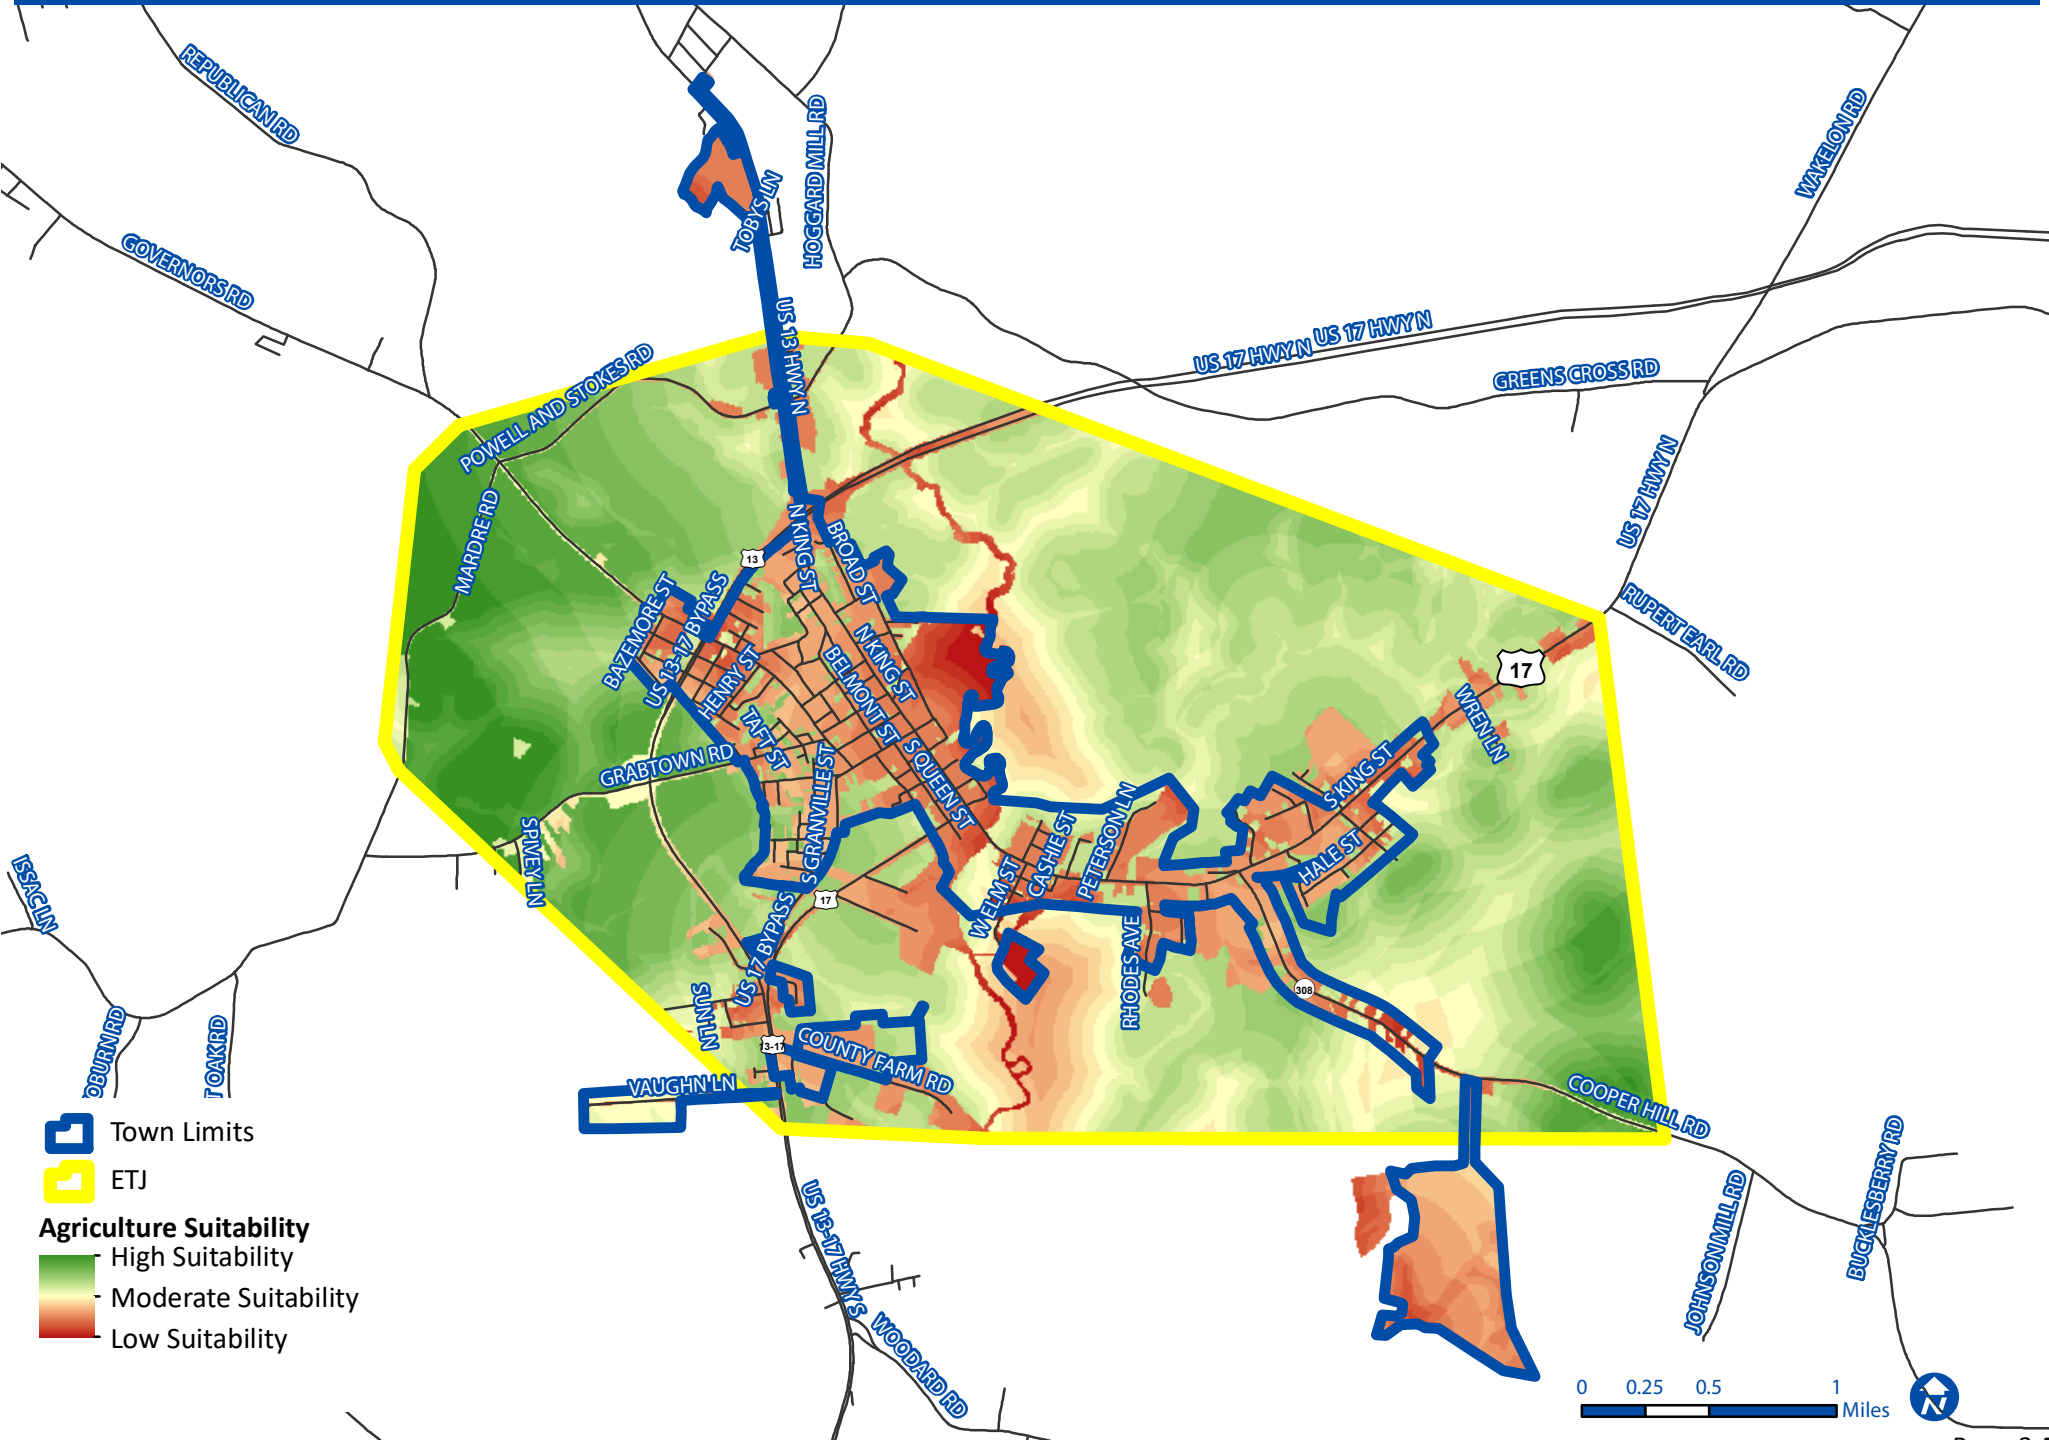 REPUBLICAN RD
HOGGARD MILL RD
WAKELON RD
TOBYS LN
GOVERNORS RD
US 13 HWY N
US 17 HWY N
US 17 HWY N
GREENS CROSS RD
POWELL AND STOKES RD
US 17 HWY N
MARDRE RD
N KING ST
BROAD ST
13
BAZEMORE ST
US 13-17 BYPASS
RUPERT EARL RD
N KING ST
BELMONT ST
HENRY ST
17
WREN LN
TAFT ST
GRABTOWN RD
S GRANVILLE ST
S QUEEN ST
S KING ST
SPIVEY LN
CASHIE ST
PETERSON LN
HALE ST
WELM ST
ISSAC LN
17
US 17 BYPASS
RHODES AVE
308
SUN LN
13-17
COUNTY FARM RD
VAUGHN LN
COOPER HILL RD
OBURN RD
T OAK RD
JOHNSON MILL RD
BUCKLESBERRY RD
US 13-17 HWY S
WOODARD RD
Town Limits
ETJ
Agriculture Suitability
High Suitability
Moderate Suitability
Low Suitability
0 0.25 0.5 1
Miles
N